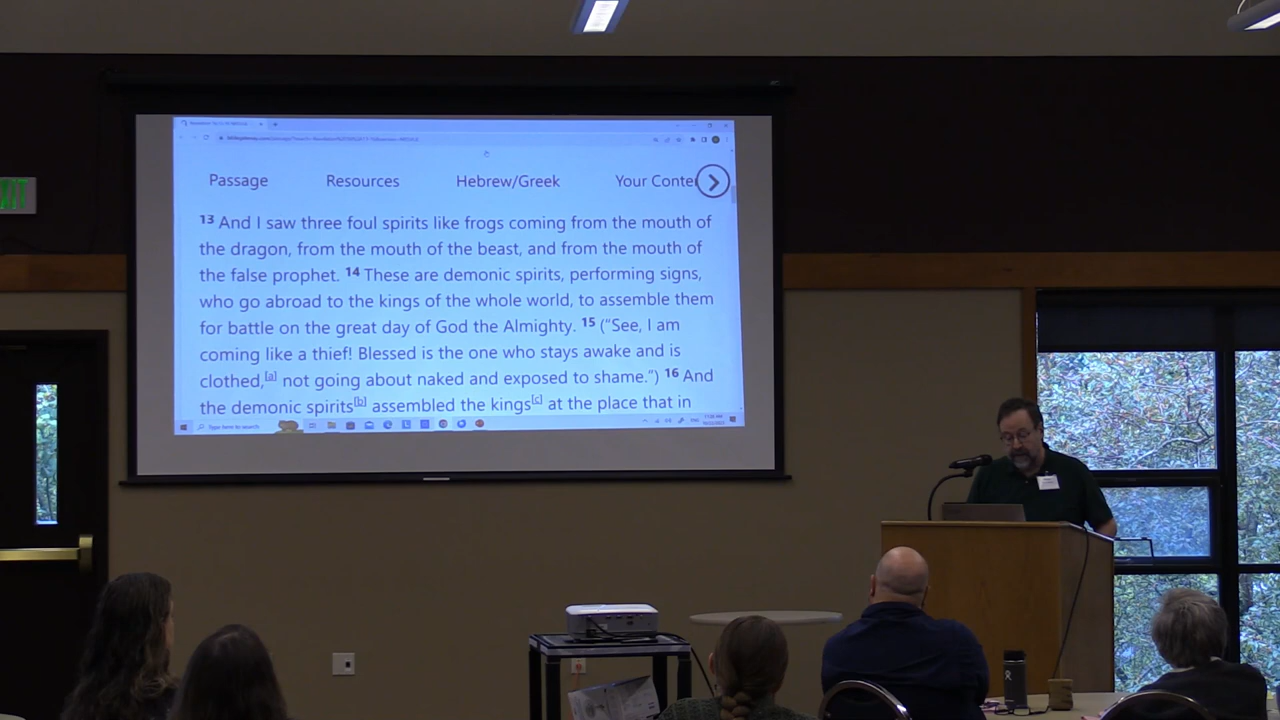 Passage Resources Hebrew/Greek Your Conte
13 And I saw three foul spirits like frogs coming from the mouth of
the dragon, from the mouth of the beast, and from the mouth of
the false prophet. 14 These are demonic spirits, performing signs,
who go abroad to the kings of the whole world, to assemble them
for battle on the great day of God the Almighty. 15 (“See, I am
coming like a thief! Blessed is the one who stays awake and is
clothed,[a] not going about naked and exposed to shame.”) 16 And
the demonic spirits[b] assembled the kings[c] at the place that in
Type here to search